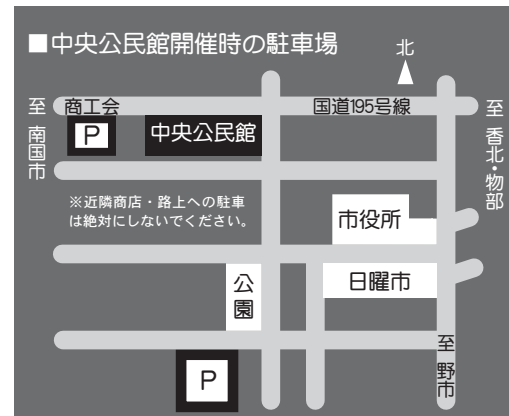 ■中央公民館開催時の駐車場
北
至 南国市
商工会
国道195号線
至 香北・物部
P
中央公民館
※近隣商店・路上への駐車
は絶対にしないでください。
市役所
公園
日曜市
至 野市
P